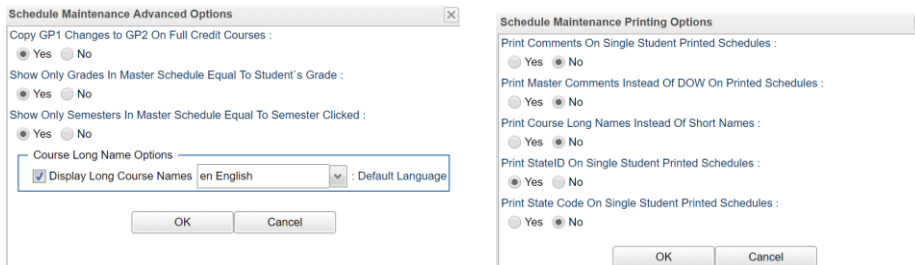 Schedule Maintenance Advanced Options
Copy GP1 Changes to GP2 On Full Credit Courses :
Yes No
Show Only Grades In Master Schedule Equal To Student`s Grade :
Yes No
Show Only Semesters In Master Schedule Equal To Semester Clicked :
Yes No
Course Long Name Options
Display Long Course Names en English : Default Language
OK Cancel
Schedule Maintenance Printing Options
Print Comments On Single Student Printed Schedules :
Yes No
Print Master Comments Instead Of DOW On Printed Schedules :
Yes No
Print Course Long Names Instead Of Short Names :
Yes No
Print StateID On Single Student Printed Schedules :
Yes No
Print State Code On Single Student Printed Schedules :
Yes No
OK Cancel